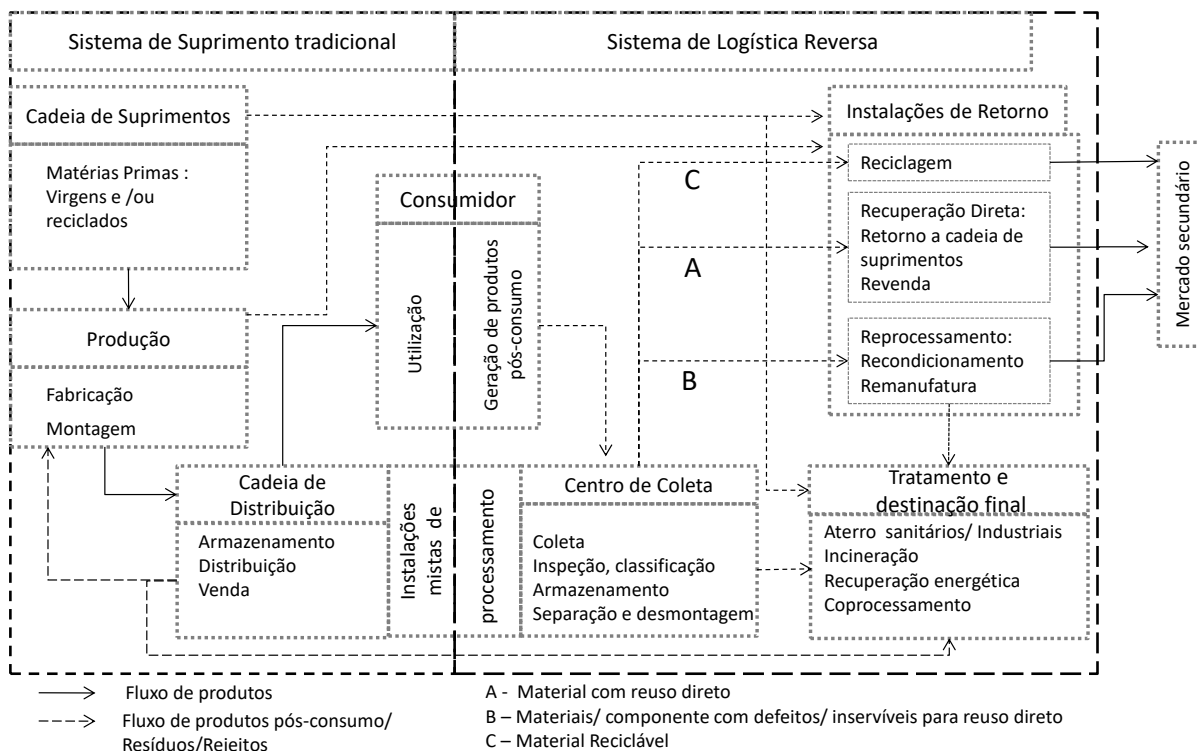 Sistema de Suprimento tradicional
Sistema de Logística Reversa
Cadeia de Suprimentos
Matérias Primas :
Virgens e /ou
reciclados
Produção
Fabricação
Montagem
Cadeia de
Distribuição
Armazenamento
Distribuição
Venda
Consumidor
Utilização
Geração de produtos
pós-consumo
Instalações
mistas de
processamento
Centro de Coleta
Coleta
Inspeção, classificação
Armazenamento
Separação e desmontagem
C
A
B
Instalações de Retorno
Reciclagem
Recuperação Direta:
Retorno a cadeia de
suprimentos
Revenda
Reprocessamento:
Recondicionamento
Remanufatura
Tratamento e
destinação final
Aterro sanitários/ Industriais
Incineração
Recuperação energética
Coprocessamento
Mercado secundário
Fluxo de produtos
Fluxo de produtos pós-consumo/
Resíduos/Rejeitos
A - Material com reuso direto
B – Materiais/ componente com defeitos/ inservíveis para reuso direto
C – Material Reciclável